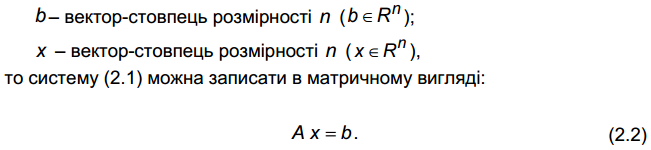 b – вектор-стовпець розмірності n (b ∈ Rⁿ);
x – вектор-стовпець розмірності n (x ∈ Rⁿ),
то систему (2.1) можна записати в матричному вигляді:
A x = b. (2.2)